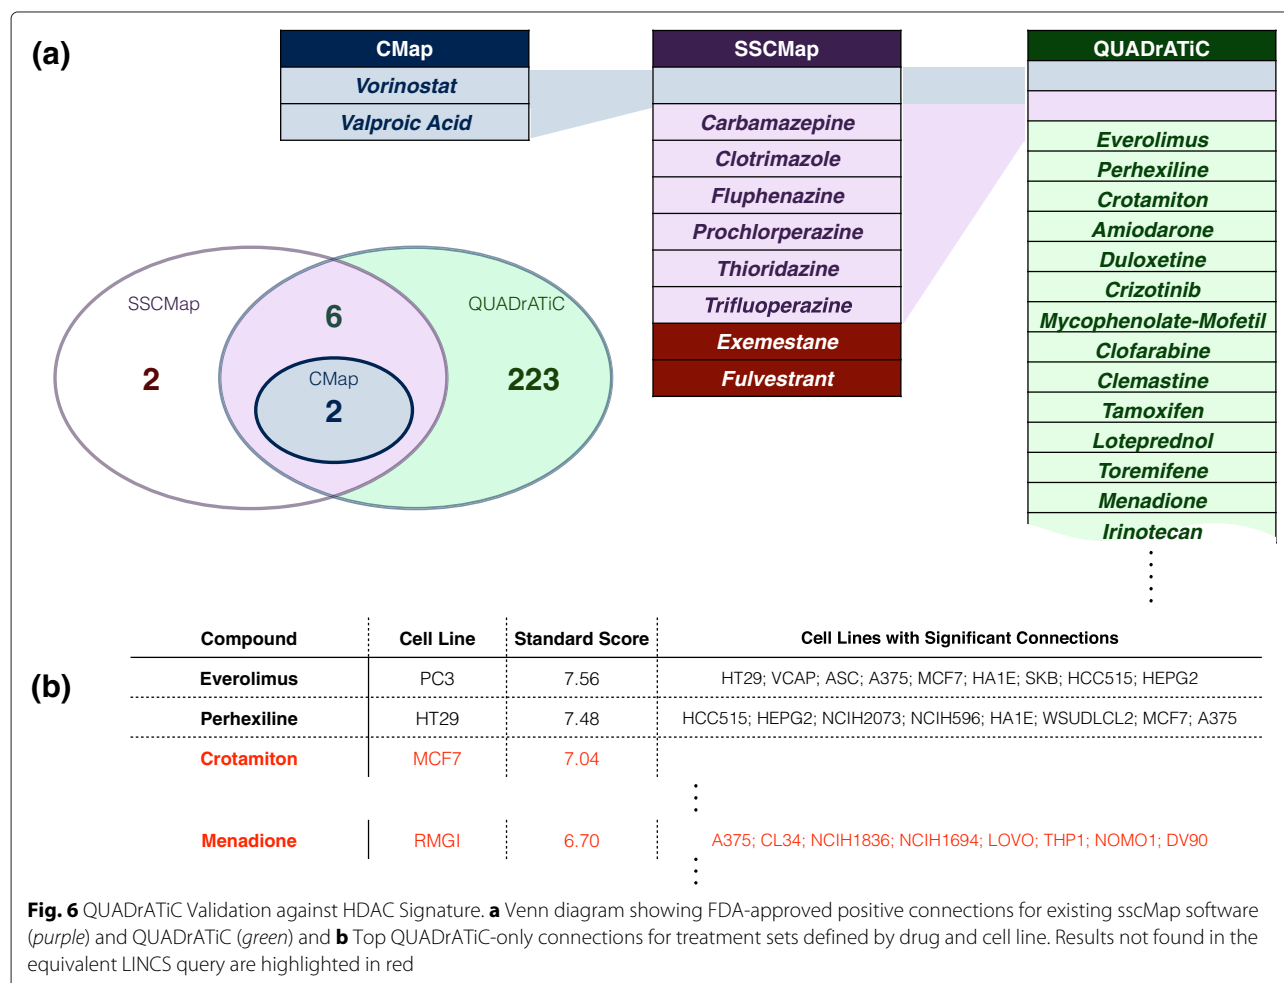 (a)
CMap
Vorinostat
Valproic Acid
SSCMap
Carbamazepine
Clotrimazole
Fluphenazine
Prochlorperazine
Thioridazine
Trifluoperazine
Exemestane
Fulvestrant
QUADrATiC
Everolimus
Perhexiline
Crotamiton
Amiodarone
Duloxetine
Crizotinib
Mycophenolate-Mofetil
Clofarabine
Clemastine
Tamoxifen
Loteprednol
Toremifene
Menadione
Irinotecan
SSCMap
6
QUADrATiC
2
CMap
2
223
(b)
Compound Cell Line Standard Score Cell Lines with Significant Connections
Everolimus PC3 7.56 HT29; VCAP; ASC; A375; MCF7; HA1E; SKB; HCC515; HEPG2
Perhexiline HT29 7.48 HCC515; HEPG2; NCIH2073; NCIH596; HA1E; WSUDLCL2; MCF7; A375
Crotamiton MCF7 7.04
Menadione RMGI 6.70 A375; CL34; NCIH1836; NCIH1694; LOVO; THP1; NOMO1; DV90
Fig. 6 QUADrATiC Validation against HDAC Signature. a Venn diagram showing FDA-approved positive connections for existing sscMap software
(purple) and QUADrATiC (green) and b Top QUADrATiC-only connections for treatment sets defined by drug and cell line. Results not found in the
equivalent LINCS query are highlighted in red